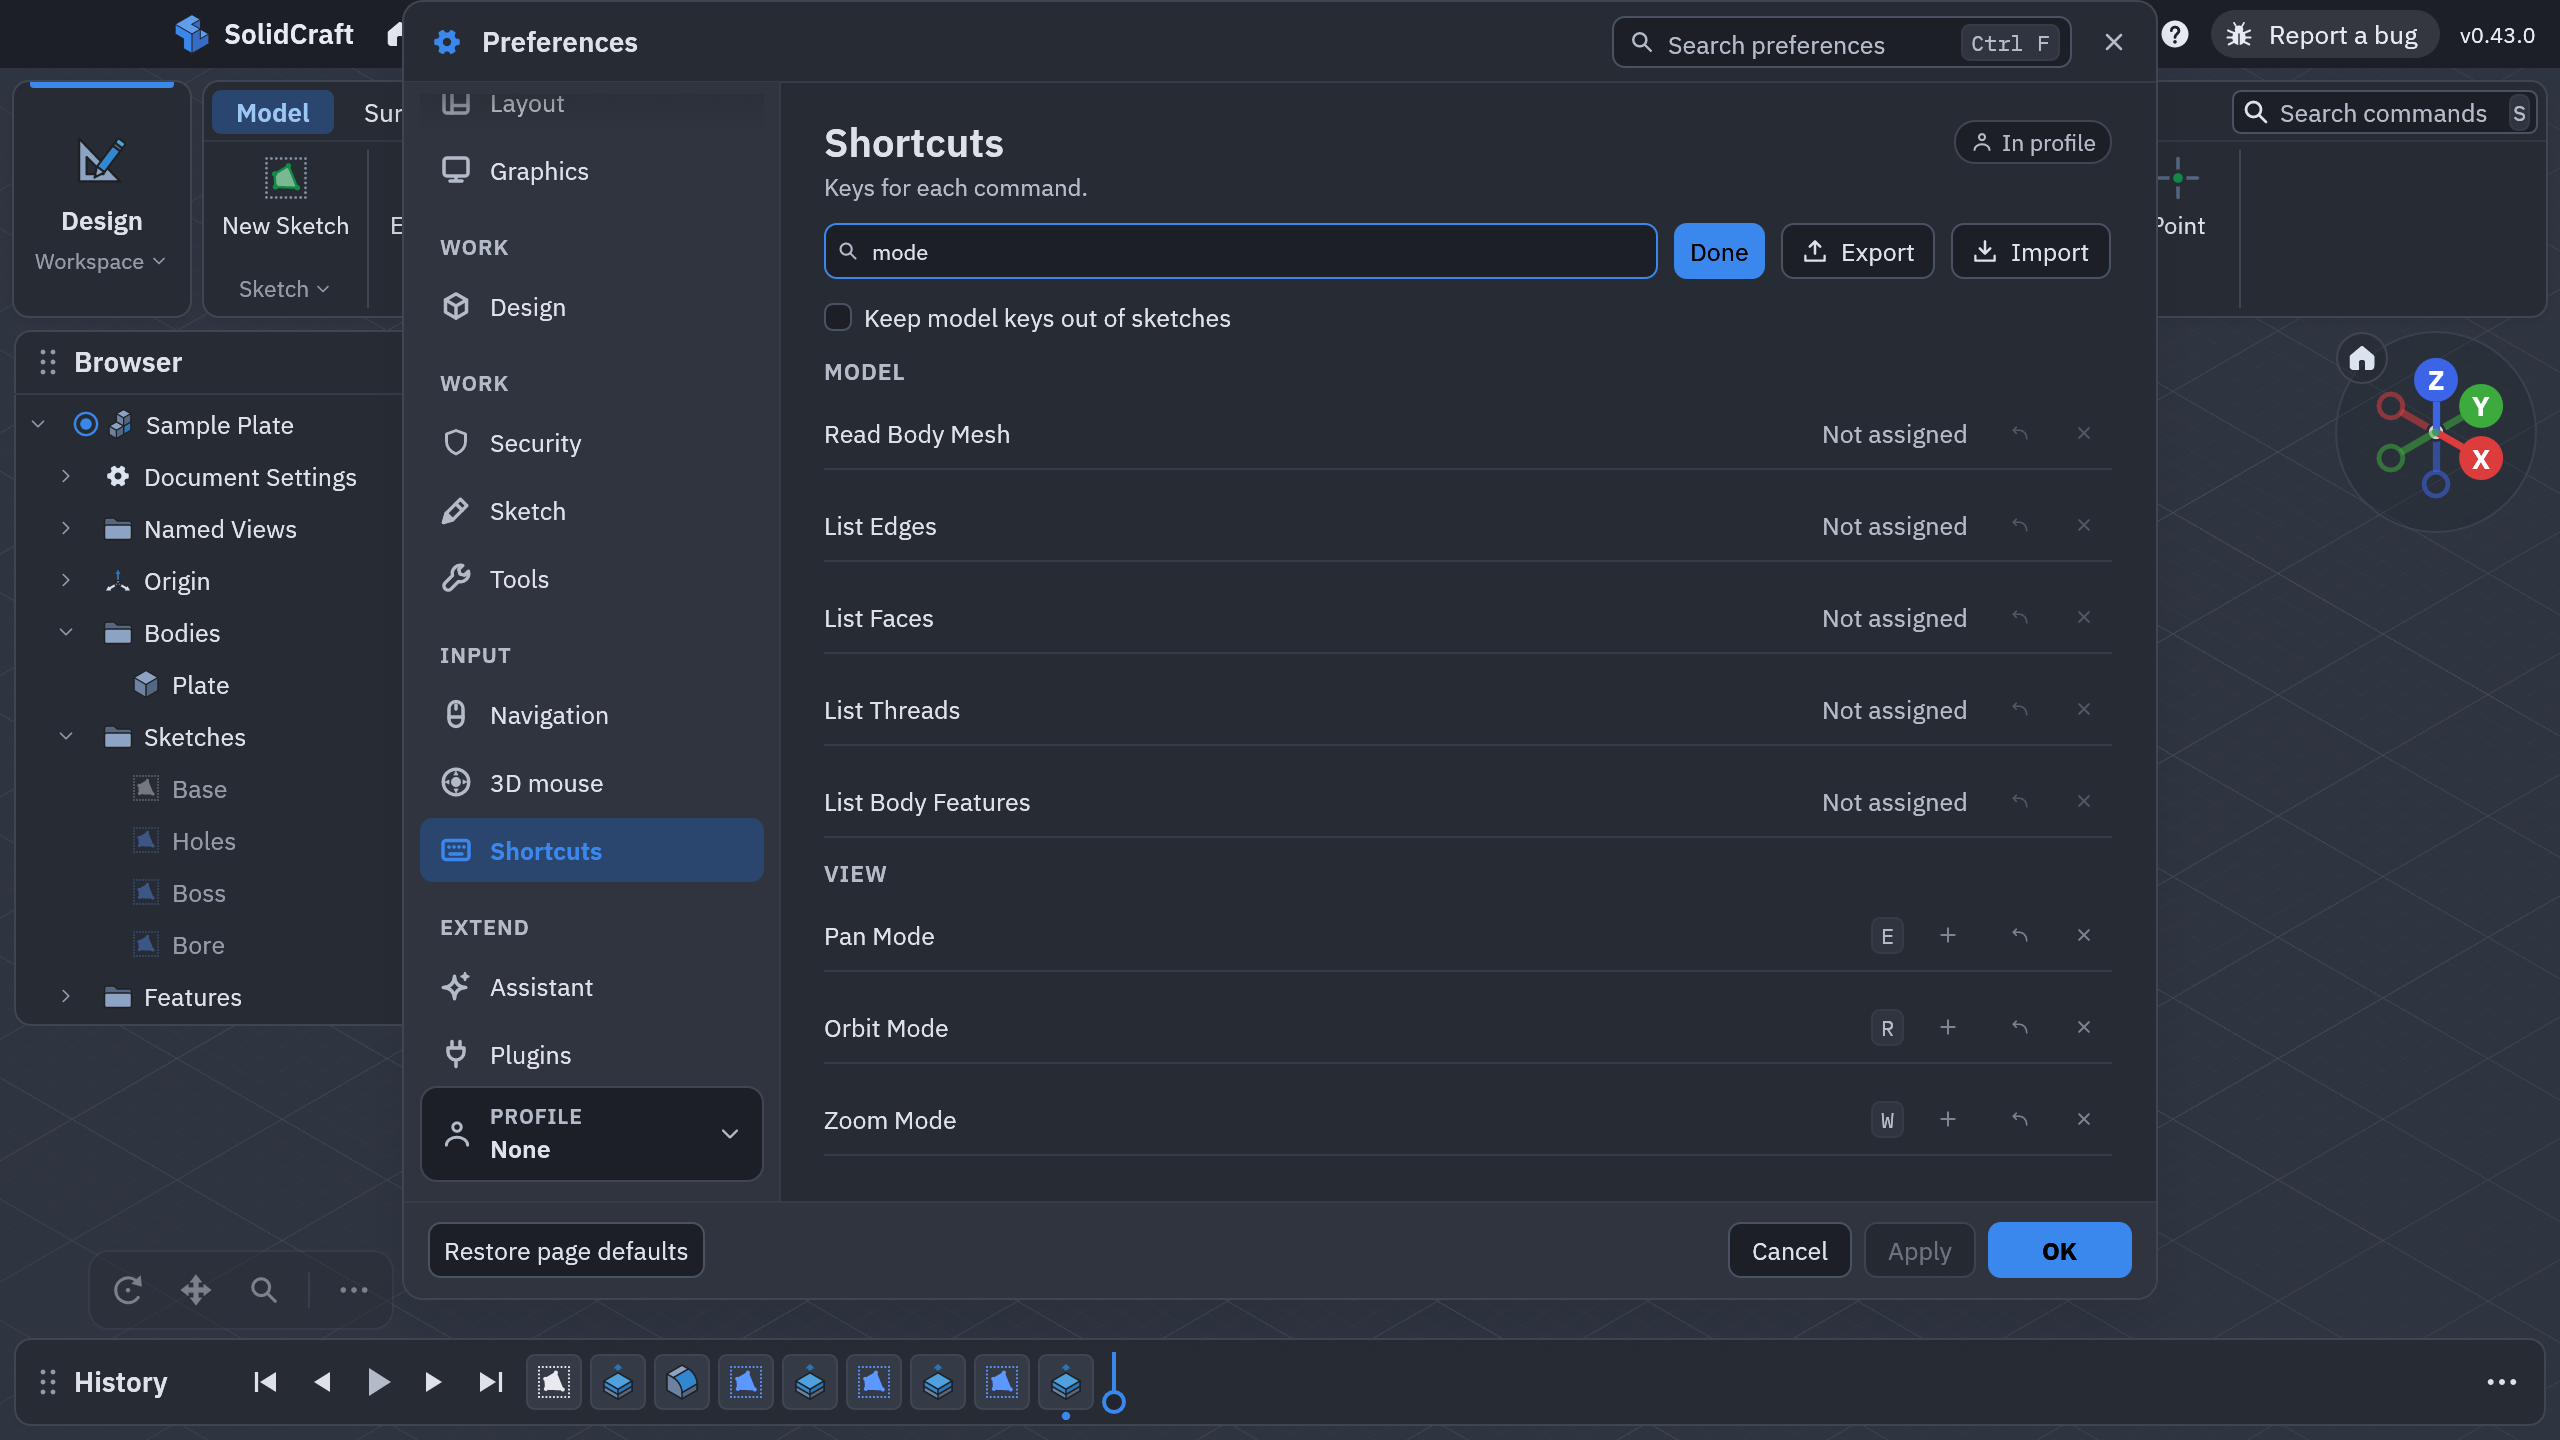 SolidCraft
Preferences
Search preferences
Ctrl F
Report a bug
v0.43.0
Design
Workspace
Model
Sur
New Sketch
Sketch
E
Point
Search commands
S
Browser
Sample Plate
Document Settings
Named Views
Origin
Bodies
Plate
Sketches
Base
Holes
Boss
Bore
Features
Layout
Graphics
WORK
Design
WORK
Security
Sketch
Tools
INPUT
Navigation
3D mouse
Shortcuts
EXTEND
Assistant
Plugins
PROFILE
None
Shortcuts
In profile
Keys for each command.
mode
Done
Export
Import
Keep model keys out of sketches
MODEL
Read Body Mesh
Not assigned
List Edges
Not assigned
List Faces
Not assigned
List Threads
Not assigned
List Body Features
Not assigned
VIEW
Pan Mode
E
Orbit Mode
R
Zoom Mode
W
Restore page defaults
Cancel
Apply
OK
Z
Y
X
History